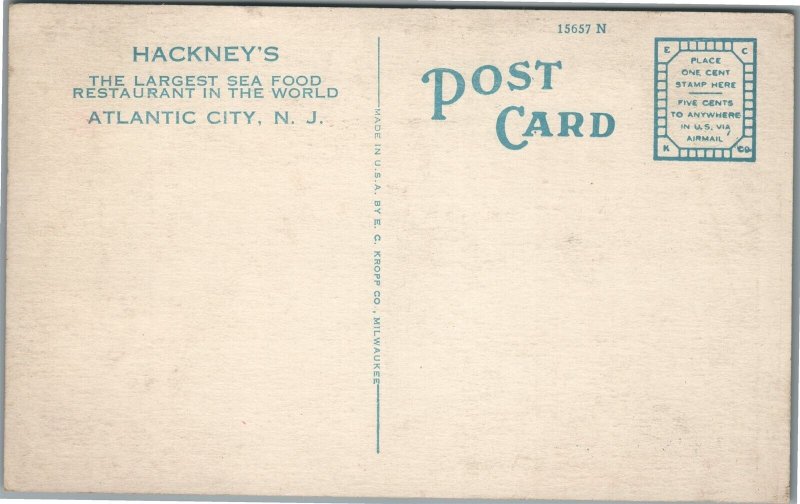 HACKNEY'S
THE LARGEST SEA FOOD
RESTAURANT IN THE WORLD
ATLANTIC CITY, N. J.
MADE IN U.S.A. BY E. C. KROPP CO., MILWAUKEE
15657 N
POST
CARD
E C
PLACE
ONE CENT
STAMP HERE
FIVE CENTS
TO ANYWHERE
IN U.S. VIA
AIRMAIL
K Co